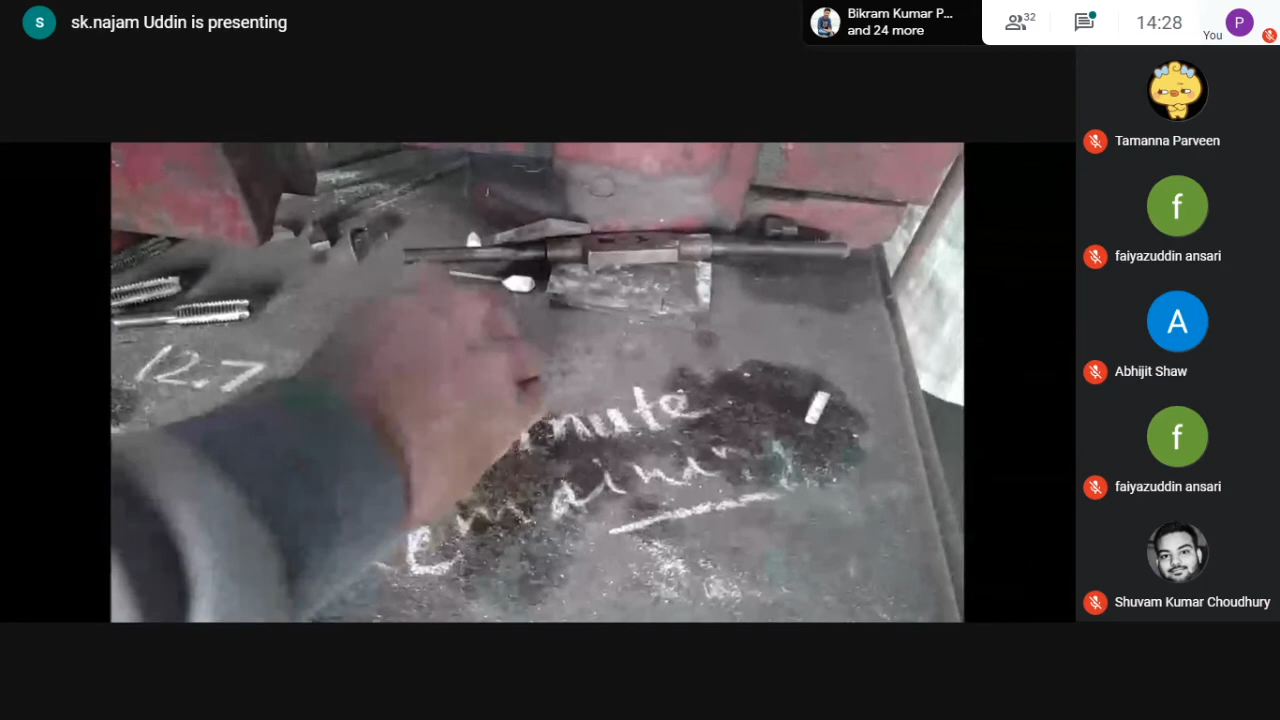 S
sk.najam Uddin is presenting
Bikram Kumar P...
and 24 more
32
14:28
You
P
Tamanna Parveen
f
faiyazuddin ansari
A
Abhijit Shaw
f
faiyazuddin ansari
Shuvam Kumar Choudhury
12.7